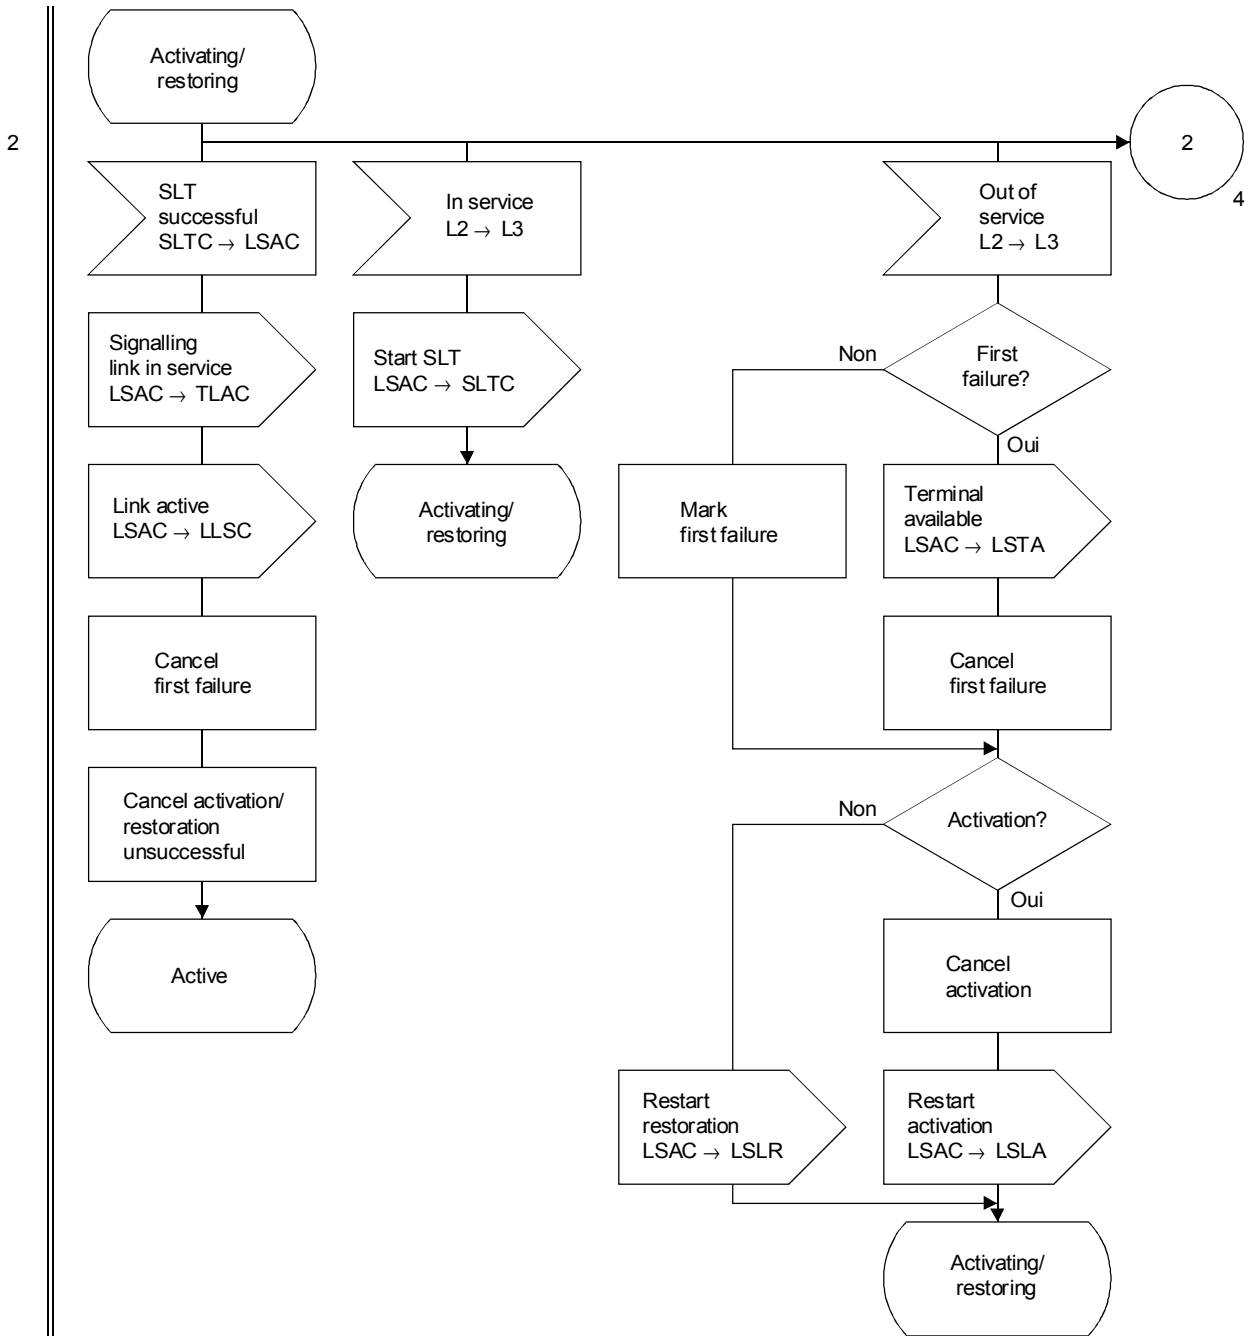 Activating/
restoring
2
2
4
SLT
successful
SLTC → LSAC
In service
L2 → L3
Out of
service
L2 → L3
Signalling
link in service
LSAC → TLAC
Start SLT
LSAC → SLTC
Non
First
failure?
Oui
Link active
LSAC → LLSC
Activating/
restoring
Mark
first failure
Terminal
available
LSAC → LSTA
Cancel
first failure
Cancel
first failure
Cancel activation/
restoration
unsuccessful
Non
Activation?
Oui
Active
Cancel
activation
Restart
restoration
LSAC → LSLR
Restart
activation
LSAC → LSLA
Activating/
restoring